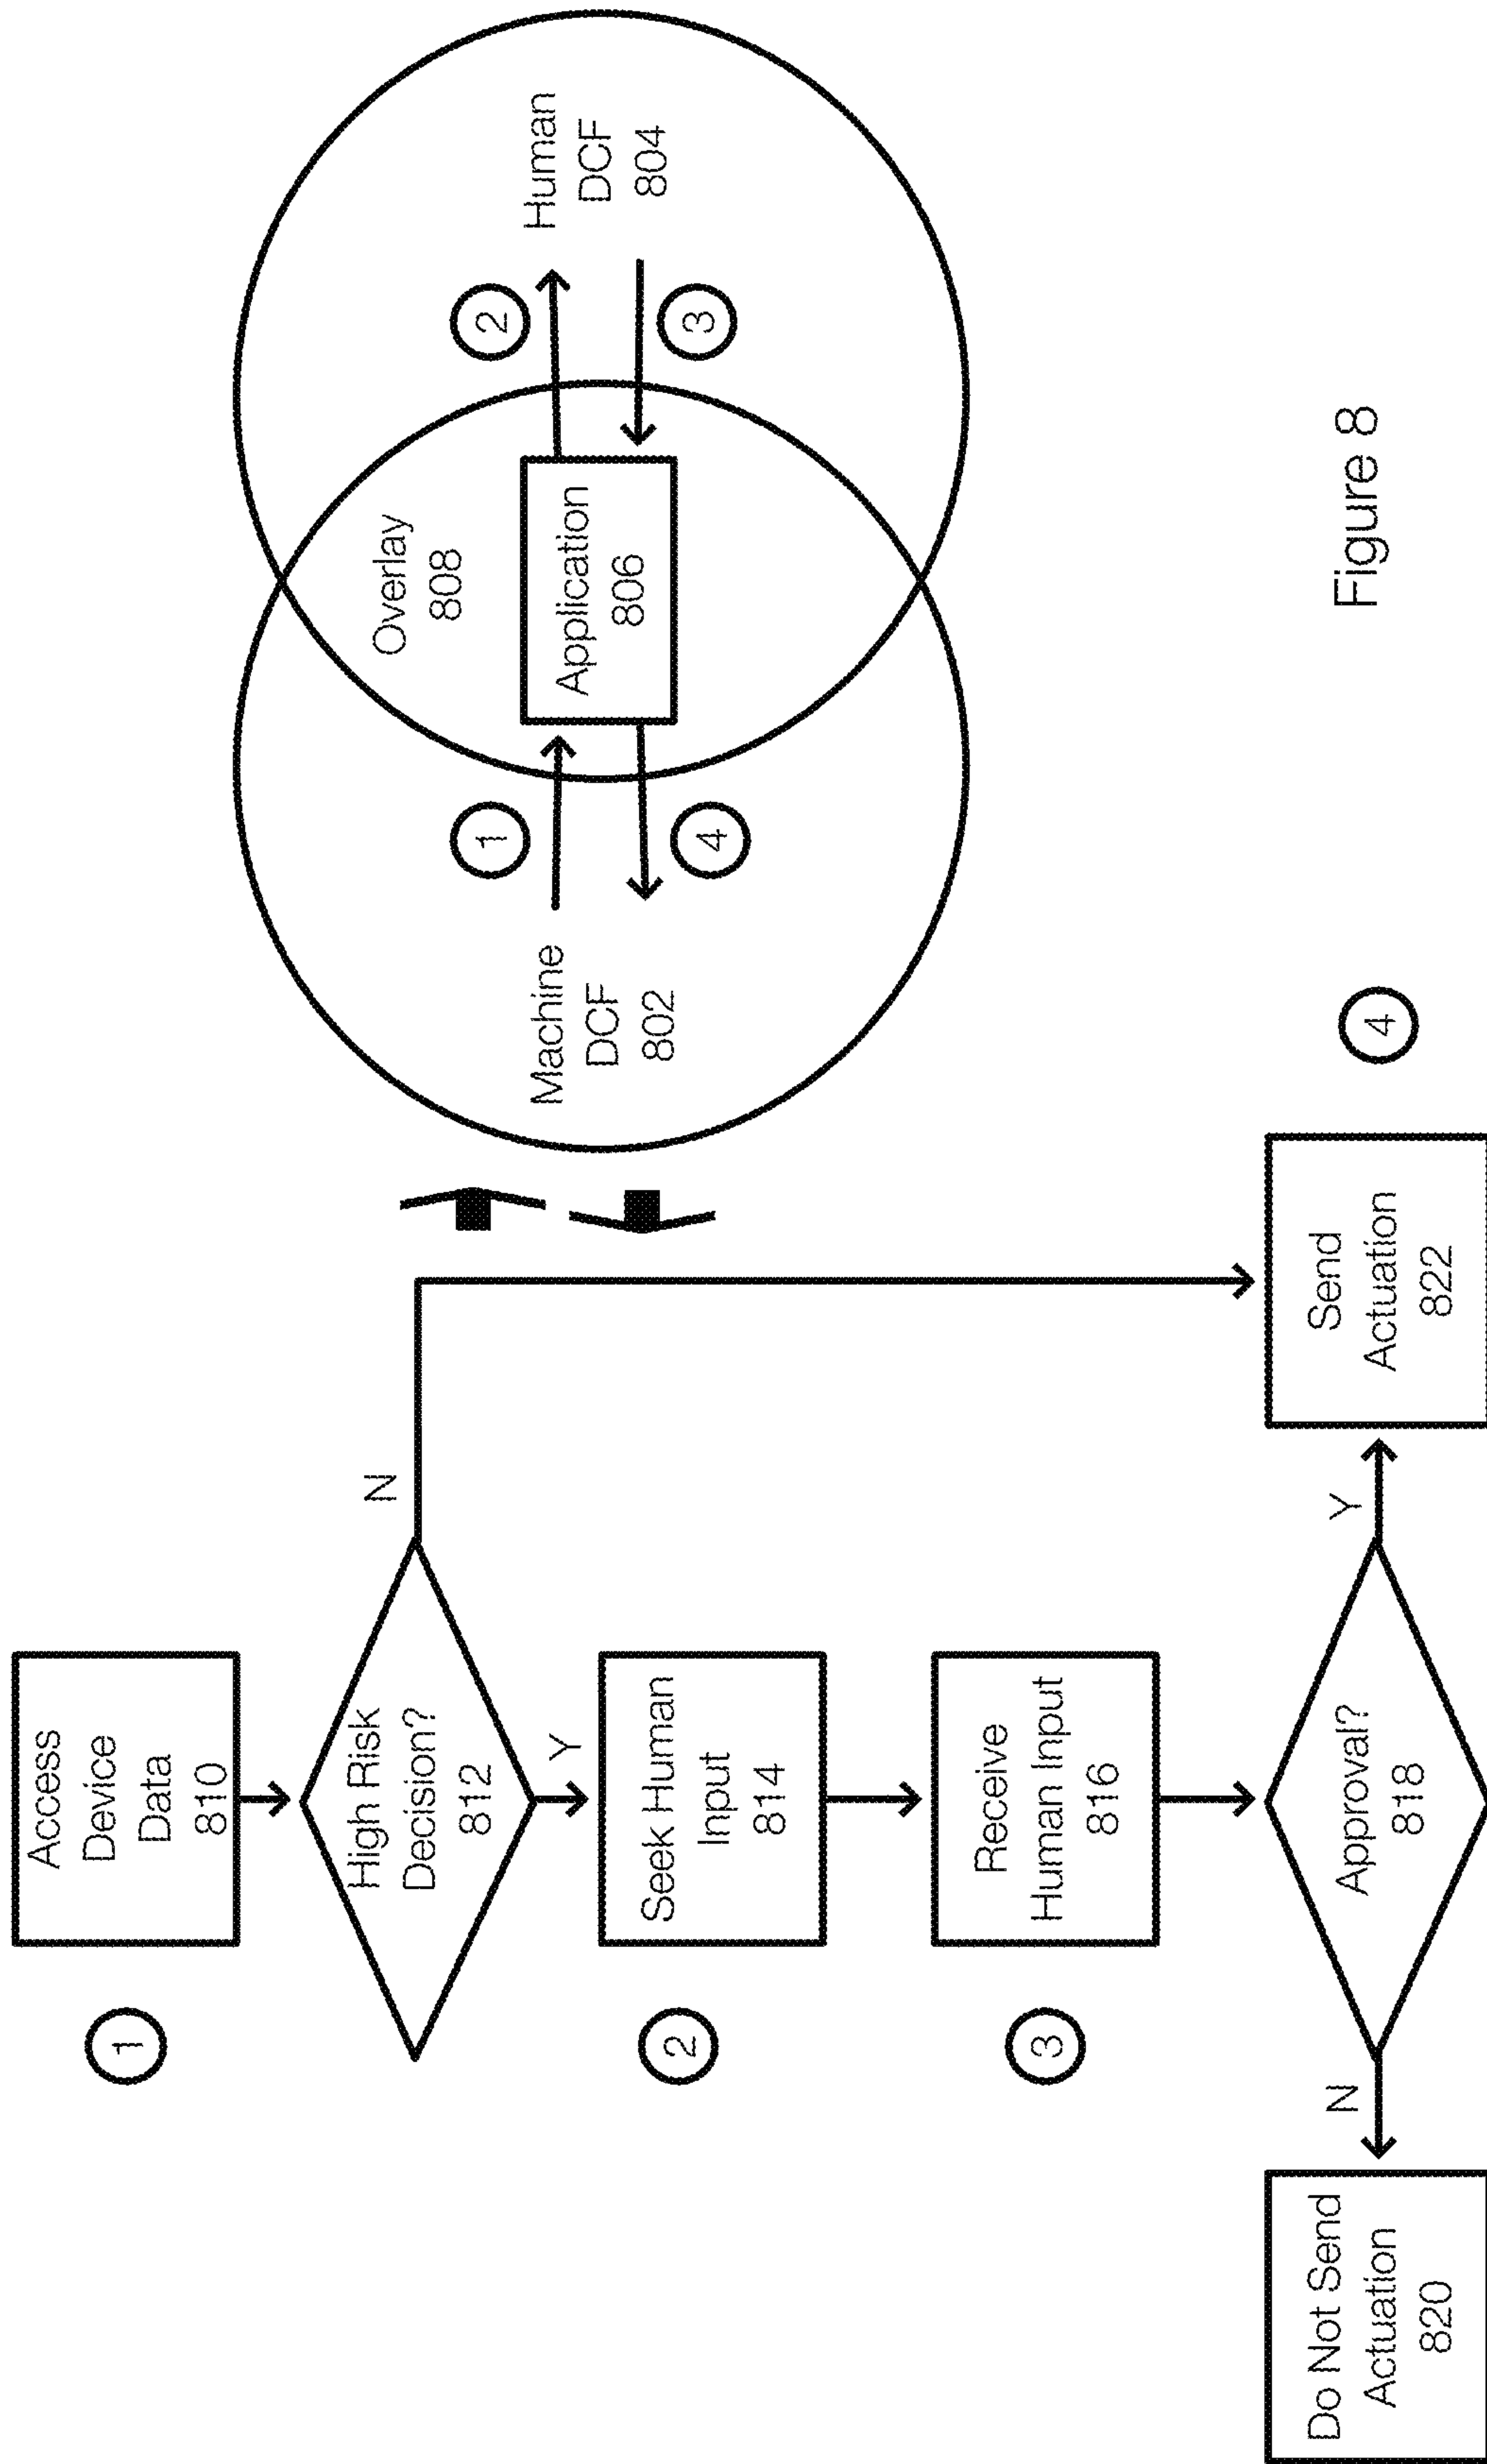 1
Access
Device
Data
810
High Risk
Decision?
812
N
Y
2
Seek Human
Input
814
3
Receive
Human Input
816
Approval?
818
N
Y
Do Not Send
Actuation
820
Send
Actuation
822
4
Machine
DCF
802
1
4
Overlay
808
Application
806
2
3
Human
DCF
804
Figure 8